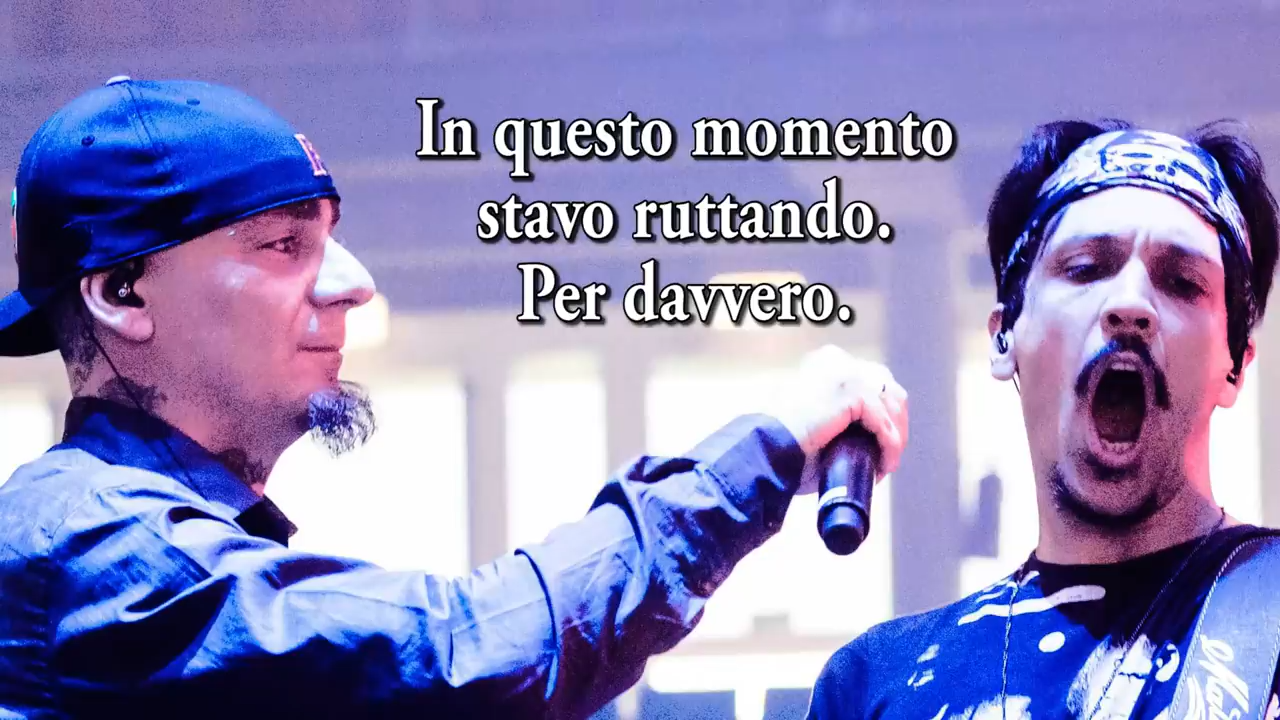 In questo momento
stavo ruttando.
Per davvero.